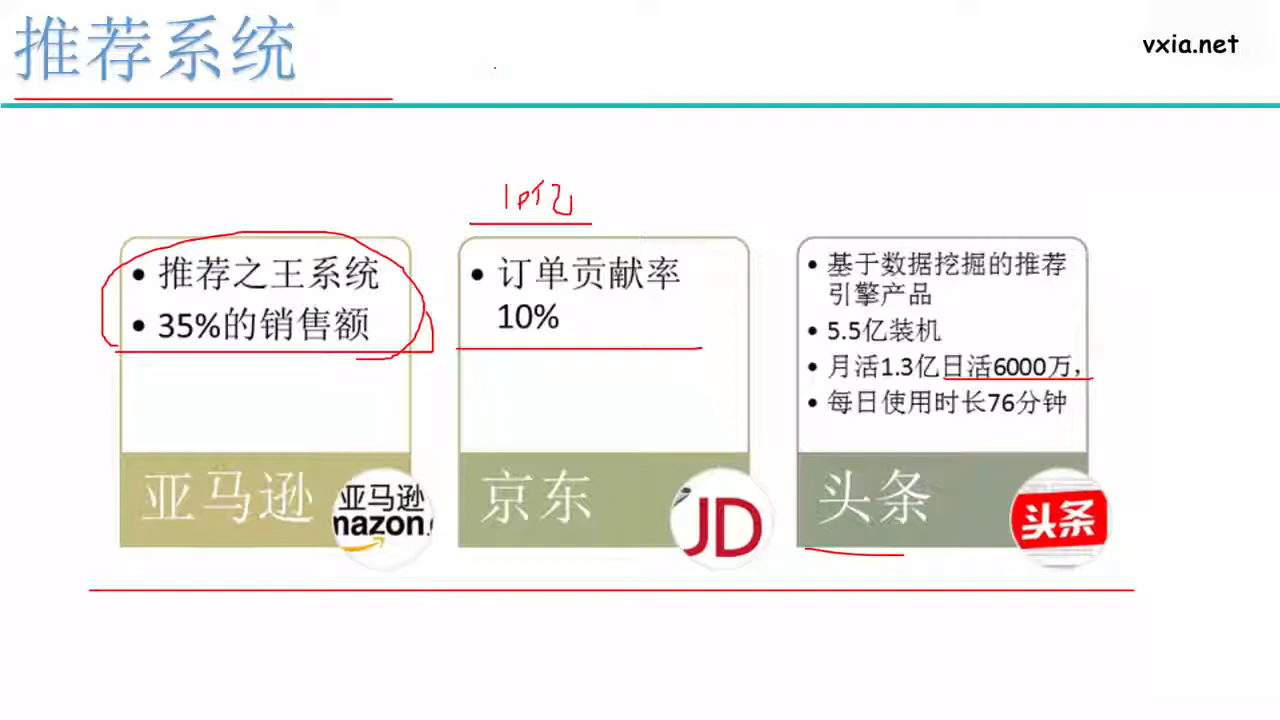 推荐系统
vxia.net
• 推荐之王系统
• 35%的销售额
亚马逊
亚马逊
mazon.
• 订单贡献率
10%
京东
JD
• 基于数据挖掘的推荐
引擎产品
• 5.5亿装机
• 月活1.3亿日活6000万，
• 每日使用时长76分钟
头条
头条